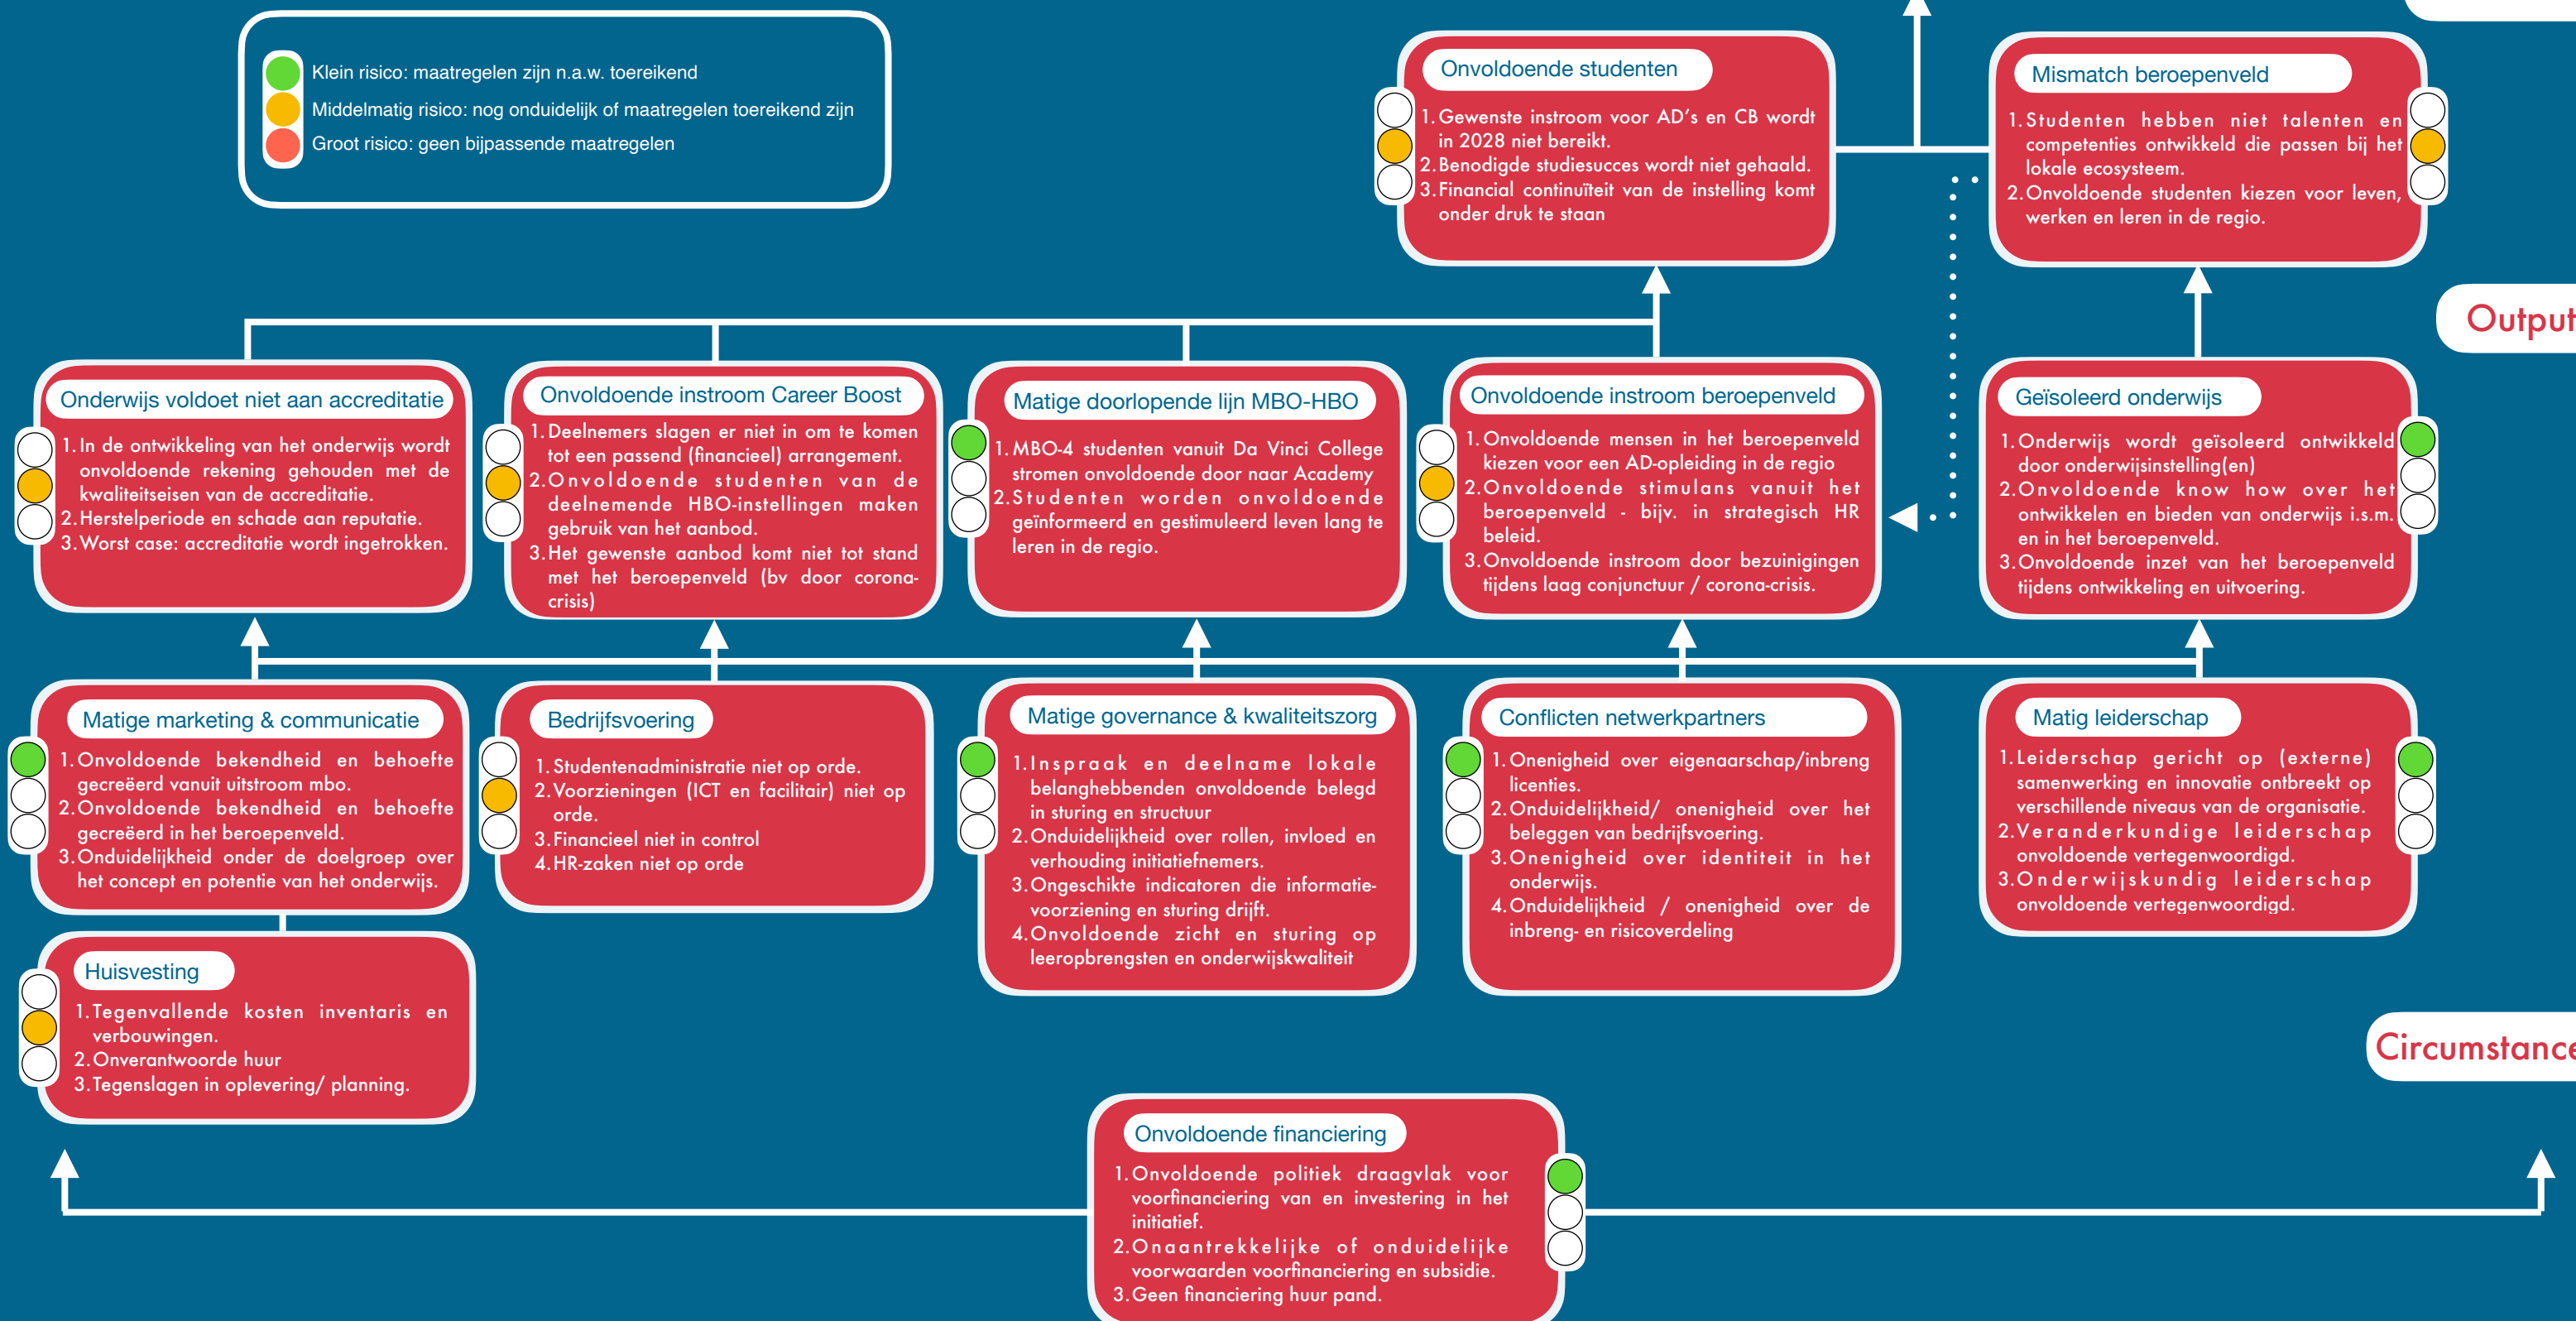 Klein risico: maatregelen zijn n.a.w. toereikend
Middelmatig risico: nog onduidelijk of maatregelen toereikend zijn
Groot risico: geen bijpassende maatregelen
Onvoldoende studenten
1. Gewenste instroom voor AD's en CB wordt
in 2028 niet bereikt.
2. Benodigde studiesucces wordt niet gehaald.
3. Financial continuïteit van de instelling komt
onder druk te staan
Mismatch beroepenveld
1. Studenten hebben niet talenten en
competenties ontwikkeld die passen bij het
lokale ecosysteem.
2. Onvoldoende studenten kiezen voor leven,
werken en leren in de regio.
Output
Onderwijs voldoet niet aan accreditatie
1. In de ontwikkeling van het onderwijs wordt
onvoldoende rekening gehouden met de
kwaliteitseisen van de accreditatie.
2. Herstelperiode en schade aan reputatie.
3. Worst case: accreditatie wordt ingetrokken.
Onvoldoende instroom Career Boost
1. Deelnemers slagen er niet in om te komen
tot een passend (financieel) arrangement.
2. Onvoldoende studenten van de
deelnemende HBO-instellingen maken
gebruik van het aanbod.
3. Het gewenste aanbod komt niet tot stand
met het beroepenveld (bv door corona-
crisis)
Matige doorlopende lijn MBO-HBO
1. MBO-4 studenten vanuit Da Vinci College
stromen onvoldoende door naar Academy
2. Studenten worden onvoldoende
geïnformeerd en gestimuleerd leven lang te
leren in de regio.
Onvoldoende instroom beroepenveld
1. Onvoldoende mensen in het beroepenveld
kiezen voor een AD-opleiding in de regio
2. Onvoldoende stimulans vanuit het
beroepenveld - bijv. in strategisch HR
beleid.
3. Onvoldoende instroom door bezuinigingen
tijdens laag conjunctuur / corona-crisis.
Geïsoleerd onderwijs
1. Onderwijs wordt geïsoleerd ontwikkeld
door onderwijsinstelling(en)
2. Onvoldoende know how over het
ontwikkelen en bieden van onderwijs i.s.m.
en in het beroepenveld.
3. Onvoldoende inzet van het beroepenveld
tijdens ontwikkeling en uitvoering.
Matige marketing & communicatie
1. Onvoldoende bekendheid en behoefte
gecreëerd vanuit uitstroom mbo.
2. Onvoldoende bekendheid en behoefte
gecreëerd in het beroepenveld.
3. Onduidelijkheid onder de doelgroep over
het concept en potentie van het onderwijs.
Bedrijfsvoering
1. Studentenadministratie niet op orde.
2. Voorzieningen (ICT en facilitair) niet op
orde.
3. Financieel niet in control
4. HR-zaken niet op orde
Matige governance & kwaliteitszorg
1. Inspraak en deelname lokale
belanghebbenden onvoldoende belegd
in sturing en structuur
2. Onduidelijkheid over rollen, invloed en
verhouding initiatiefnemers.
3. Ongeschikte indicatoren die informatie-
voorziening en sturing drijft.
4. Onvoldoende zicht en sturing op
leeropbrengsten en onderwijskwaliteit
Conflicten netwerkpartners
1. Onenigheid over eigenaarschap/inbreng
licenties.
2. Onduidelijkheid/ onenigheid over het
beleggen van bedrijfsvoering.
3. Onenigheid over identiteit in het
onderwijs.
4. Onduidelijkheid / onenigheid over de
inbreng- en risicoverdeling
Matig leiderschap
1. Leiderschap gericht op (externe)
samenwerking en innovatie ontbreekt op
verschillende niveaus van de organisatie.
2. Veranderkundige leiderschap
onvoldoende vertegenwoordigd.
3. Onderwijskundig leiderschap
onvoldoende vertegenwoordigd.
Huisvesting
1. Tegenvallende kosten inventaris en
verbouwingen.
2. Onverantwoorde huur
3. Tegenslagen in oplevering/ planning.
Circumstance
Onvoldoende financiering
1. Onvoldoende politiek draagvlak voor
voorfinanciering van en investering in het
initiatief.
2. Onaantrekkelijke of onduidelijke
voorwaarden voorfinanciering en subsidie.
3. Geen financiering huur pand.